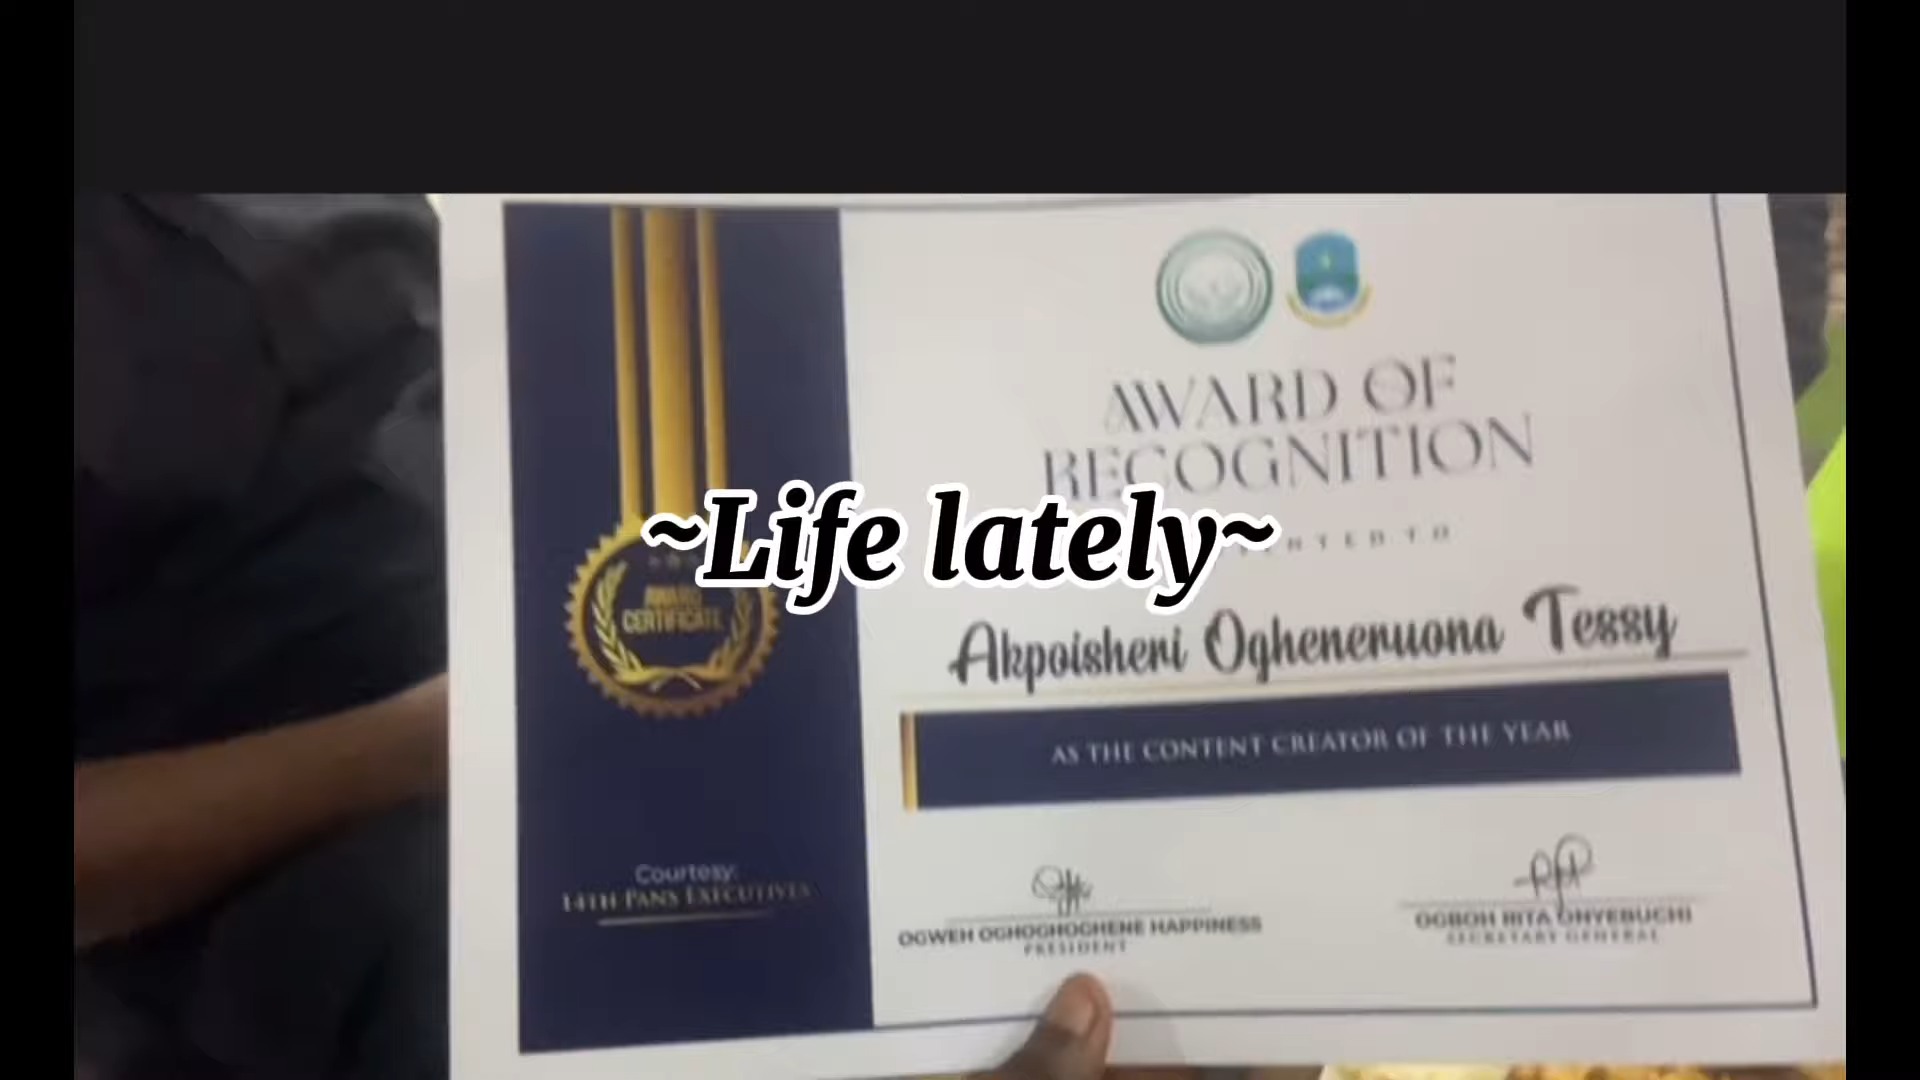 AWARD OF
RECOGNITION
~Life lately~
Akpoisheri Ogheneruona Tessy
AWARD
CERTIFICATE
AS THE CONTENT CREATOR OF THE YEAR
Courtesy:
14TH PANS EXECUTIVES
OGWEH OGHOGHOGHENE HAPPINESS
PRESIDENT
OGBOH RITA ONYEBUCHI
SECRETARY GENERAL